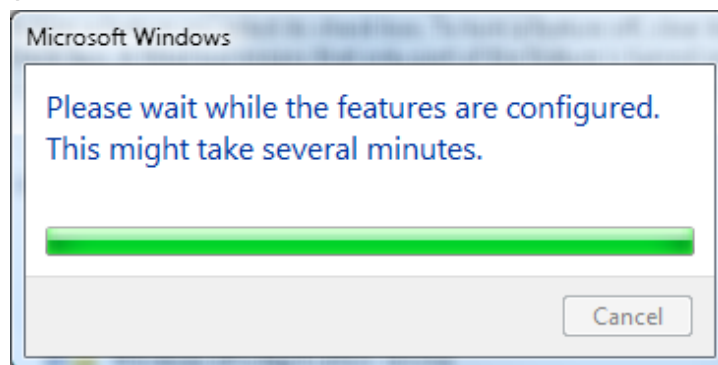 Microsoft Windows
Please wait while the features are configured.
This might take several minutes.
Cancel